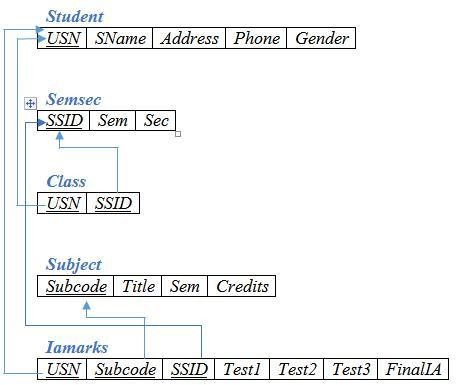 Student
USN SName Address Phone Gender
Semsec
SSID Sem Sec
Class
USN SSID
Subject
Subcode Title Sem Credits
Iamarks
USN Subcode SSID Test1 Test2 Test3 FinalIA